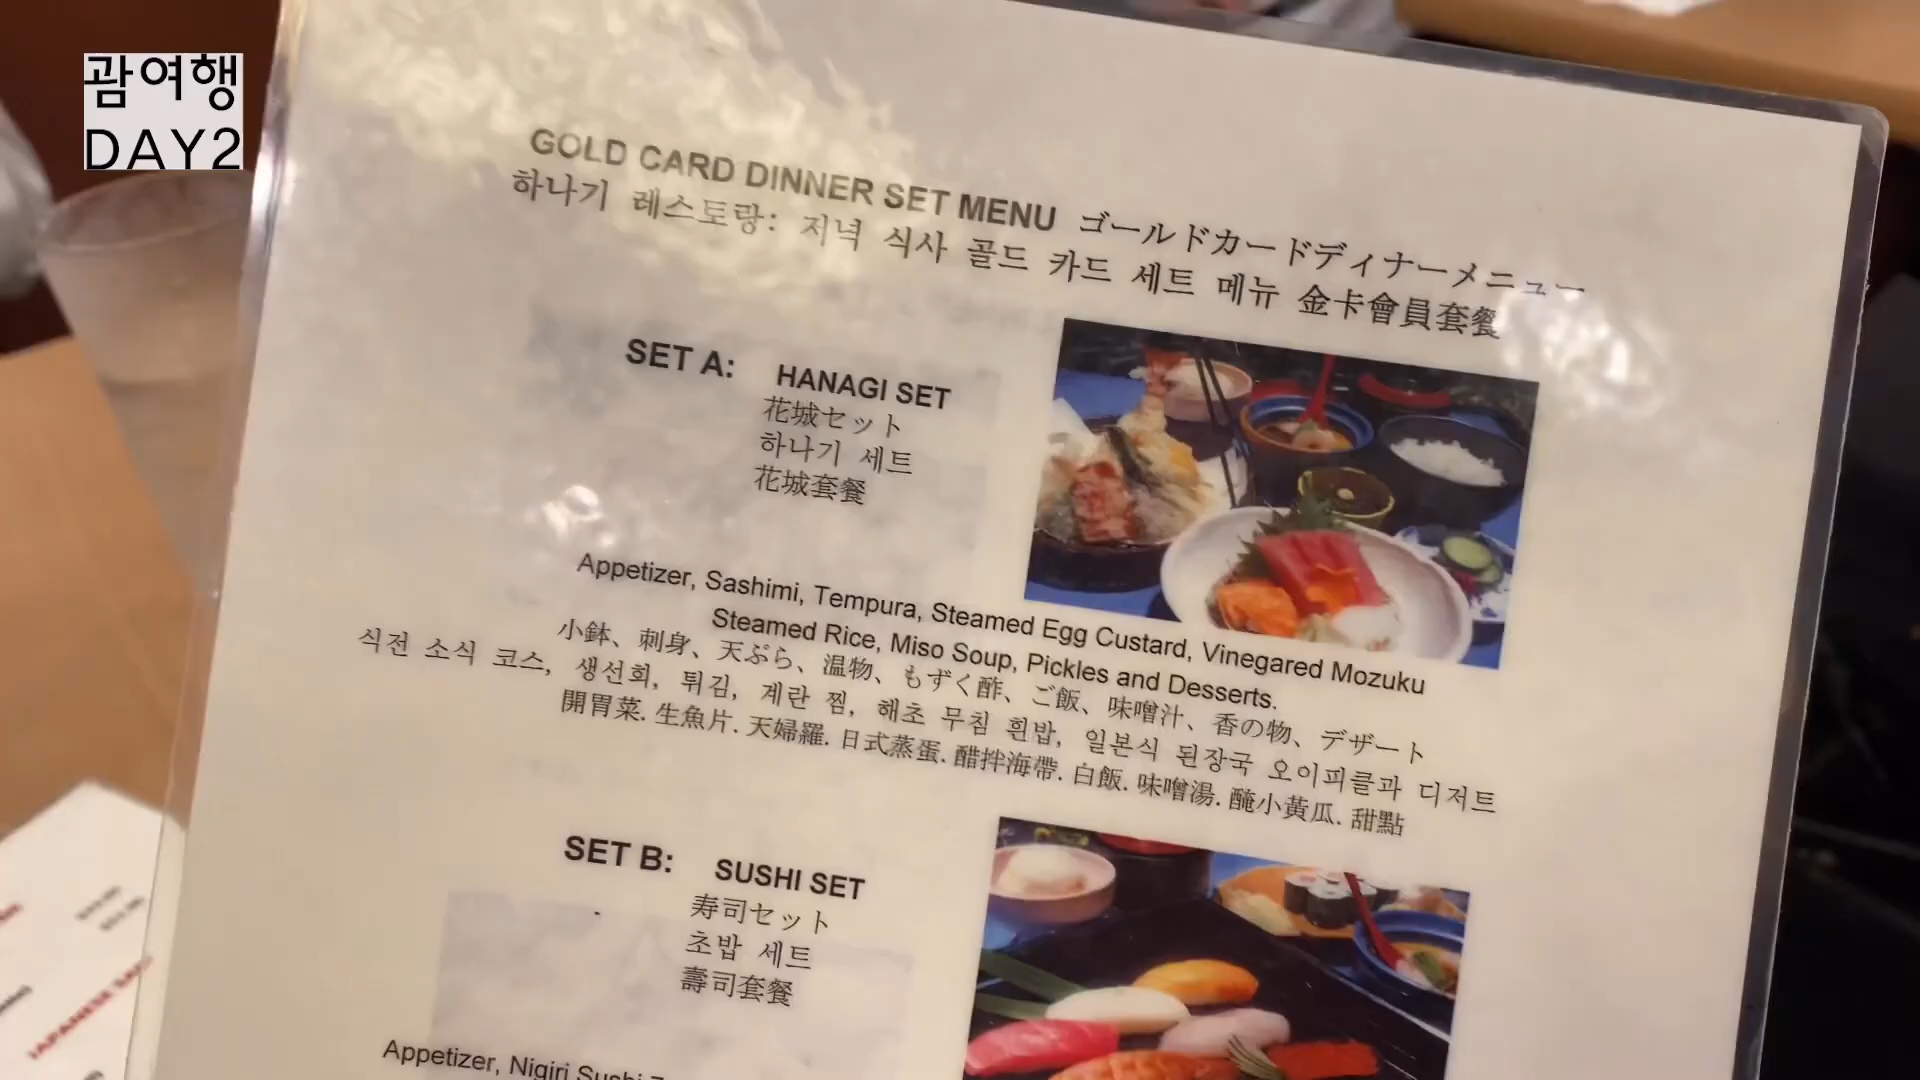 괌여행
DAY2
GOLD CARD DINNER SET MENU ゴールドカードディナーメニュー
하나기 레스토랑: 저녁 식사 골드 카드 세트 메뉴 金卡會員套餐
SET A: HANAGI SET
花城セット
하나기 세트
花城套餐
Appetizer, Sashimi, Tempura, Steamed Egg Custard, Vinegared Mozuku
Steamed Rice, Miso Soup, Pickles and Desserts.
小鉢、刺身、天ぷら、温物、もずく酢、ご飯、味噌汁、香の物、デザート
식전 소식 코스, 생선회, 튀김, 계란 찜, 해초 무침 흰밥, 일본식 된장국 오이피클과 디저트
開胃菜. 生魚片. 天婦羅. 日式蒸蛋. 醋拌海帶. 白飯. 味噌湯. 醃小黃瓜. 甜點
SET B: SUSHI SET
寿司セット
초밥 세트
壽司套餐
Appetizer, Nigiri Sushi
JAPANESE